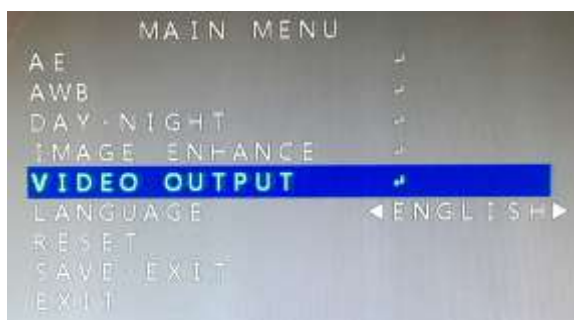 MAIN MENU
AE ↵
AWB ↵
DAY-NIGHT ↵
IMAGE ENHANCE ↵
VIDEO OUTPUT ↵
LANGUAGE ◀ENGLISH▶
RESET
SAVE EXIT
EXIT